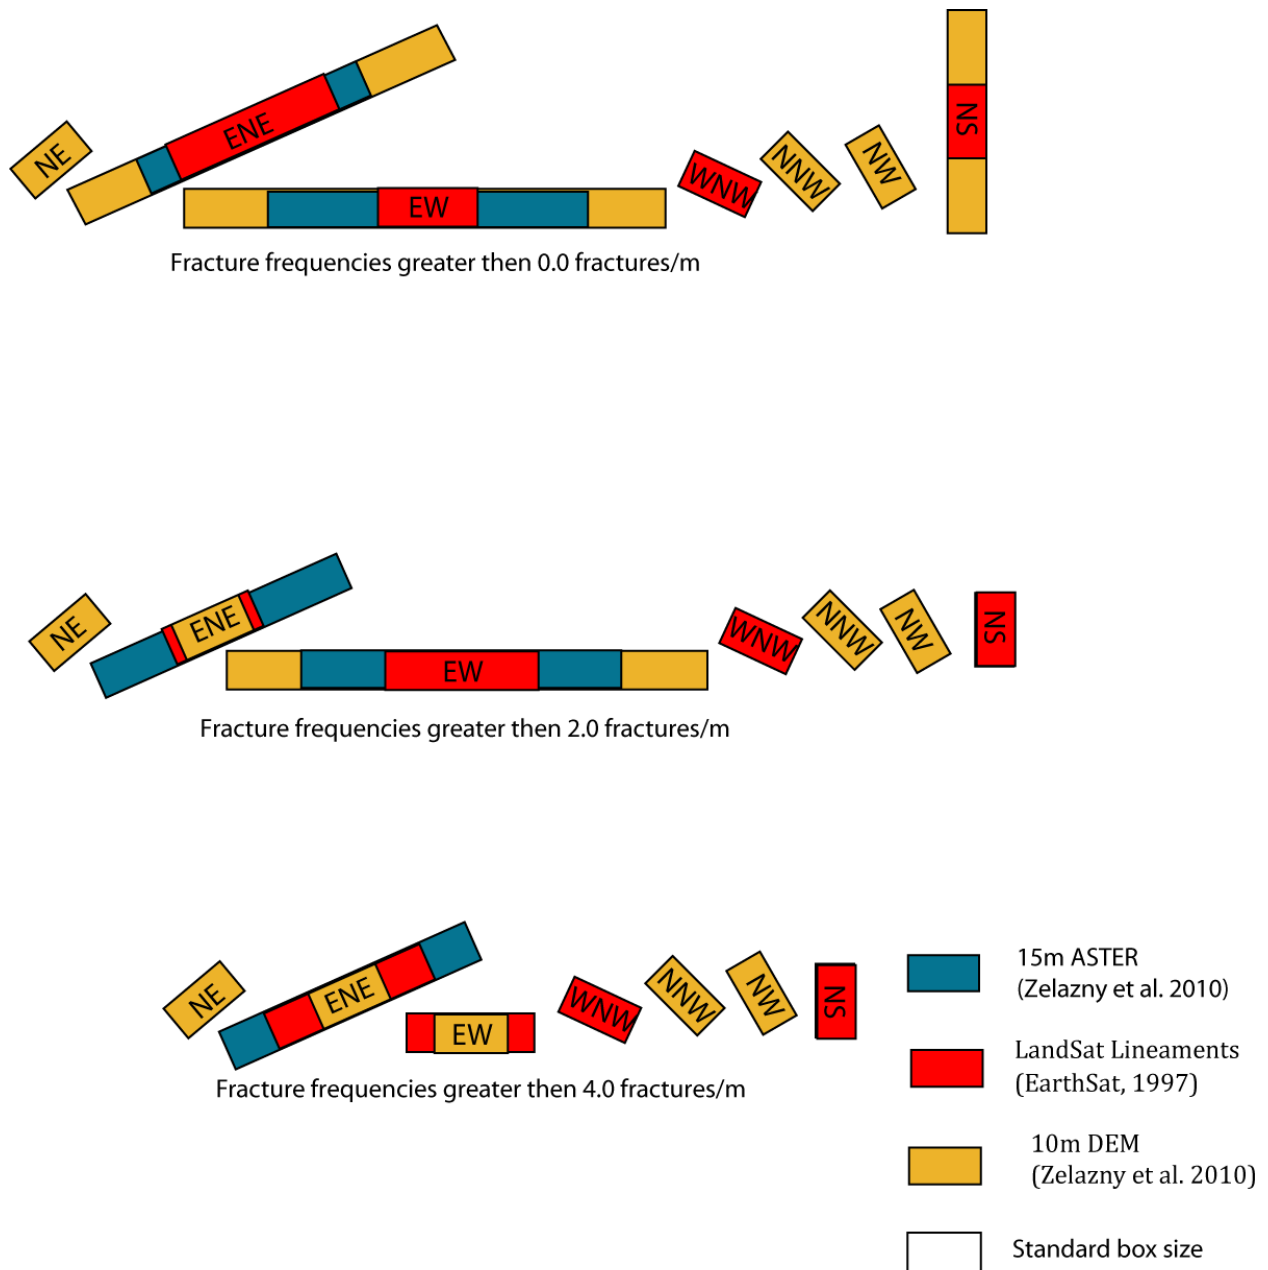 NE
ENE
EW
WNW
NNW
NW
NS
Fracture frequencies greater then 0.0 fractures/m
NE
ENE
EW
WNW
NNW
NW
NS
Fracture frequencies greater then 2.0 fractures/m
NE
ENE
EW
WNW
NNW
NW
NS
Fracture frequencies greater then 4.0 fractures/m
15m ASTER
(Zelazny et al. 2010)
LandSat Lineaments
(EarthSat, 1997)
10m DEM
(Zelazny et al. 2010)
Standard box size